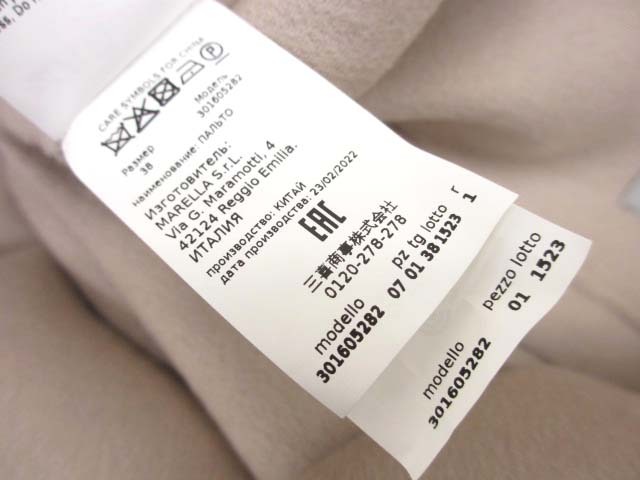 CARE SYMBOLS FOR CHINA
Размер
38
Модель
301605282
наименование: ПАЛЬТО
ИЗГОТОВИТЕЛЬ:
MARELLA S.r.L.
Via G. Maramotti, 4
42124 Reggio Emilia.
ИТАЛИЯ
производство: КИТАЙ
дата производства: 23/02/2022
EAC
三喜商事株式会社
0120-278-278
modello pz tg lotto r
301605282 07 01 38 1523 1
modello pezzo lotto
301605282 01 1523